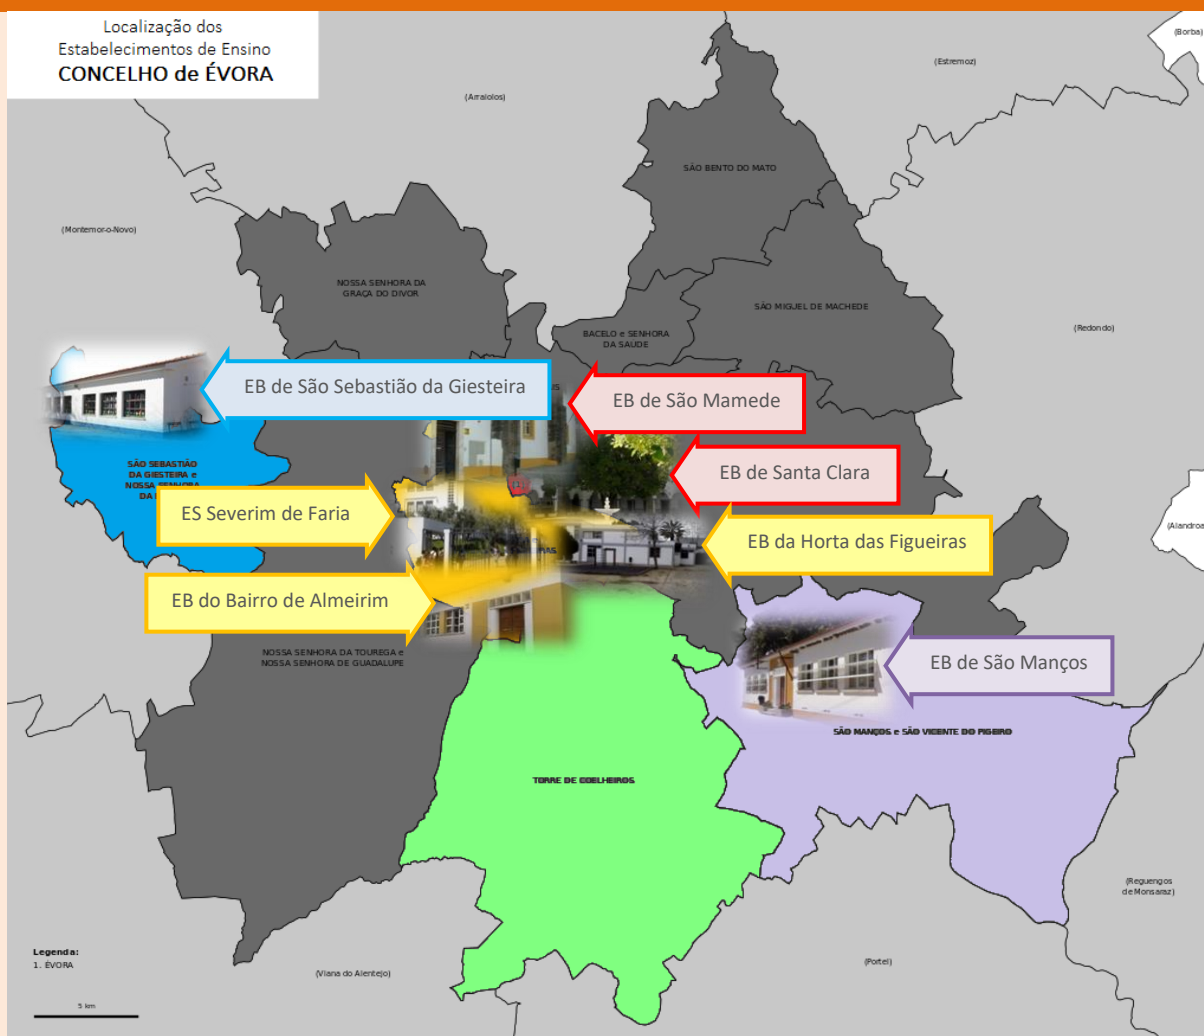 Localização dos
Estabelecimentos de Ensino
CONCELHO de ÉVORA
(Borba)
(Estremoz)
(Arraiolos)
SÃO BENTO DO MATO
(Montemor-o-Novo)
NOSSA SENHORA DA
GRAÇA DO DIVOR
SÃO MIGUEL DE MACHEDE
BACELO e SENHORA
DA SAÚDE
(Redondo)
EB de São Sebastião da Giesteira
EB de São Mamede
SÃO SEBASTIÃO
DA GIESTEIRA e
NOSSA SENHORA
DA
EB de Santa Clara
(1)
ES Severim de Faria
(Alandroa
EB da Horta das Figueiras
EB do Bairro de Almeirim
NOSSA SENHORA DA TOUREGA e
NOSSA SENHORA DE GUADALUPE
EB de São Manços
SÃO MANÇOS e SÃO VICENTE DO PIGEIRO
TORRE DE COELHEIROS
(Reguengos
de Monsaraz)
Legenda:
1. ÉVORA
(Viana do Alentejo)
(Portel)
5 km